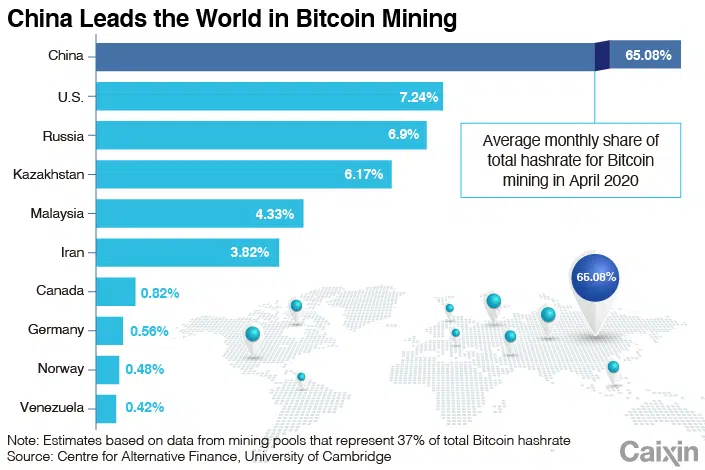 China Leads the World in Bitcoin Mining
China 65.08%
U.S. 7.24%
Russia 6.9%
Kazakhstan 6.17%
Malaysia 4.33%
Iran 3.82%
Canada 0.82%
Germany 0.56%
Norway 0.48%
Venezuela 0.42%
Average monthly share of
total hashrate for Bitcoin
mining in April 2020
65.08%
Note: Estimates based on data from mining pools that represent 37% of total Bitcoin hashrate
Source: Centre for Alternative Finance, University of Cambridge
Caixin